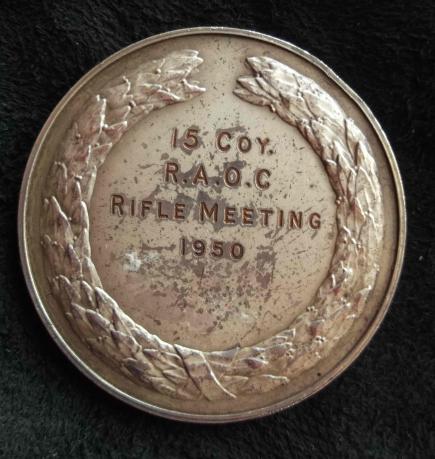 15 COY.
R.A.O.C
RIFLE MEETING
1950